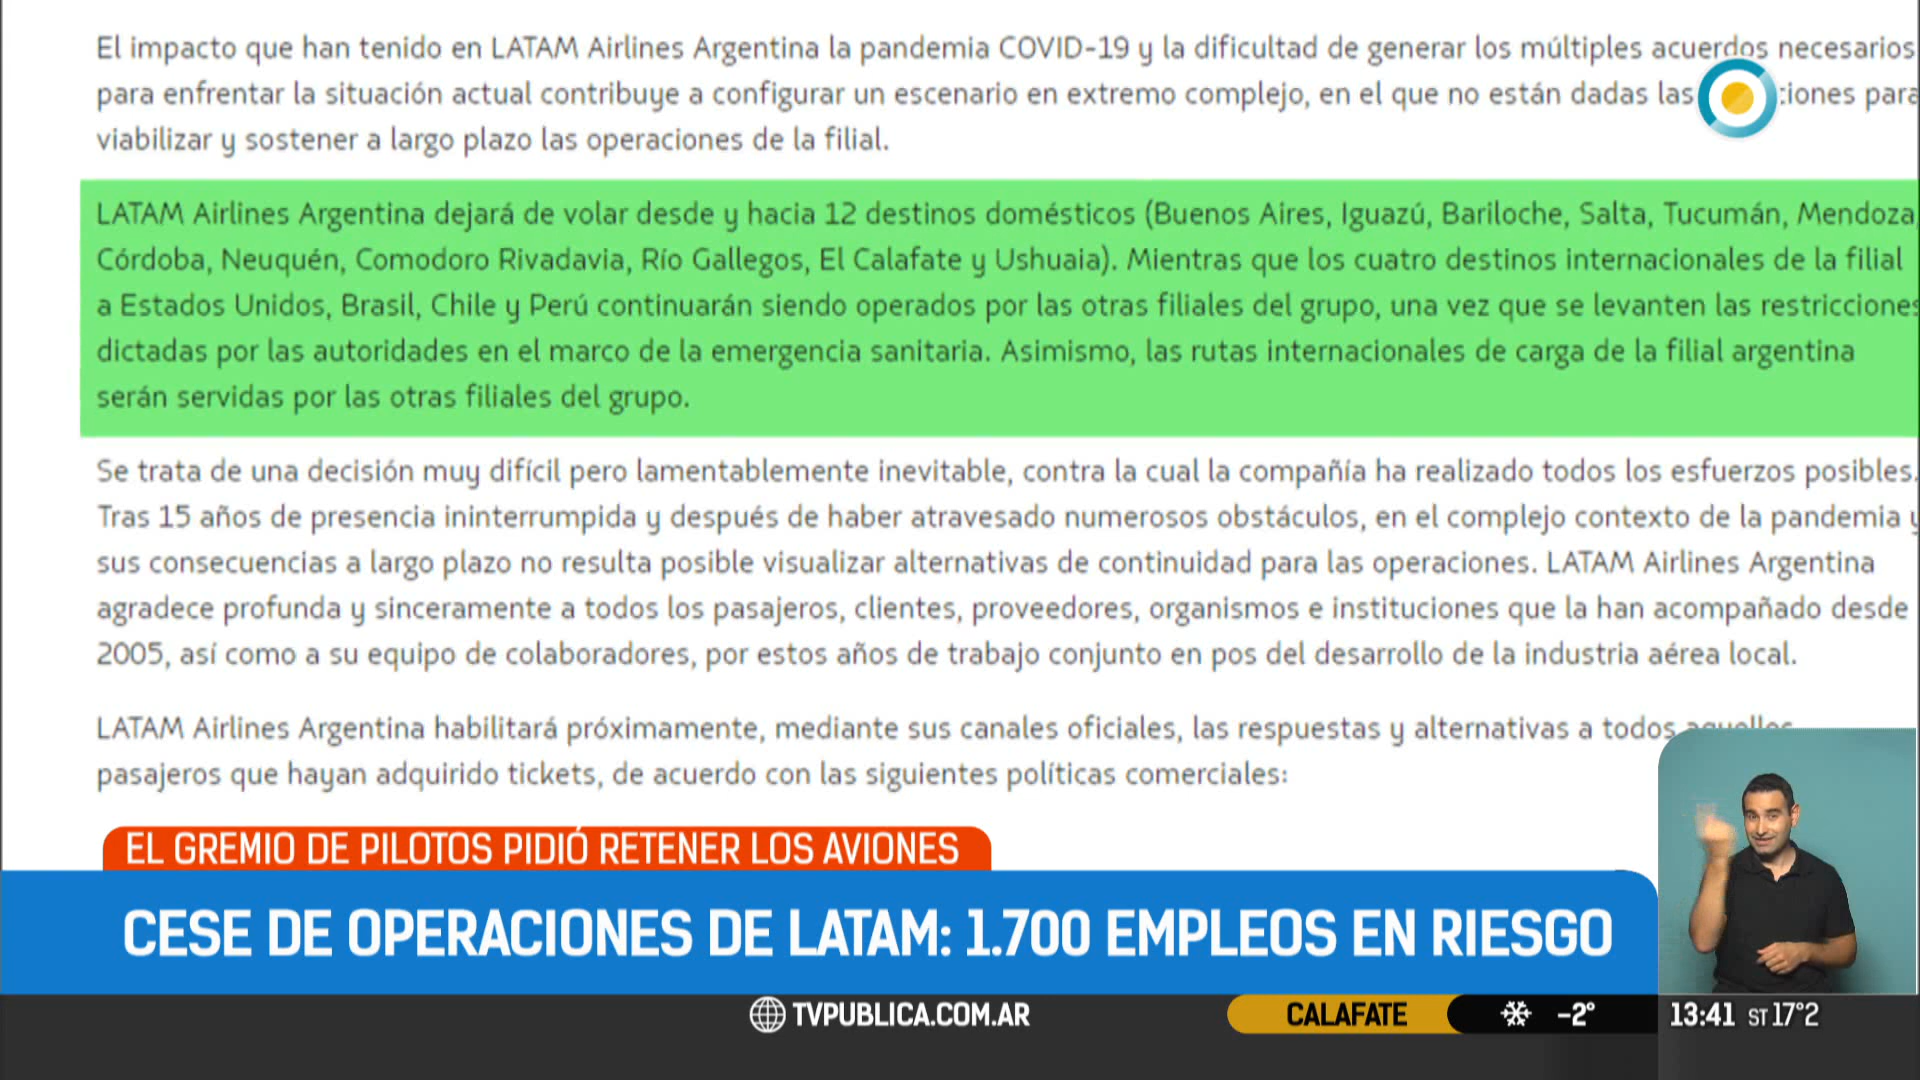 El impacto que han tenido en LATAM Airlines Argentina la pandemia COVID-19 y la dificultad de generar los múltiples acuerdos necesarios
para enfrentar la situación actual contribuye a configurar un escenario en extremo complejo, en el que no están dadas las ciones para
viabilizar y sostener a largo plazo las operaciones de la filial.
LATAM Airlines Argentina dejará de volar desde y hacia 12 destinos domésticos (Buenos Aires, Iguazú, Bariloche, Salta, Tucumán, Mendoza,
Córdoba, Neuquén, Comodoro Rivadavia, Río Gallegos, El Calafate y Ushuaia). Mientras que los cuatro destinos internacionales de la filial
a Estados Unidos, Brasil, Chile y Perú continuarán siendo operados por las otras filiales del grupo, una vez que se levanten las restricciones
dictadas por las autoridades en el marco de la emergencia sanitaria. Asimismo, las rutas internacionales de carga de la filial argentina
serán servidas por las otras filiales del grupo.
Se trata de una decisión muy difícil pero lamentablemente inevitable, contra la cual la compañía ha realizado todos los esfuerzos posibles.
Tras 15 años de presencia ininterrumpida y después de haber atravesado numerosos obstáculos, en el complejo contexto de la pandemia y
sus consecuencias a largo plazo no resulta posible visualizar alternativas de continuidad para las operaciones. LATAM Airlines Argentina
agradece profunda y sinceramente a todos los pasajeros, clientes, proveedores, organismos e instituciones que la han acompañado desde
2005, así como a su equipo de colaboradores, por estos años de trabajo conjunto en pos del desarrollo de la industria aérea local.
LATAM Airlines Argentina habilitará próximamente, mediante sus canales oficiales, las respuestas y alternativas a todos aquellos
pasajeros que hayan adquirido tickets, de acuerdo con las siguientes políticas comerciales:
EL GREMIO DE PILOTOS PIDIÓ RETENER LOS AVIONES
CESE DE OPERACIONES DE LATAM: 1.700 EMPLEOS EN RIESGO
TVPUBLICA.COM.AR
CALAFATE -2° 13:41 ST 17°2